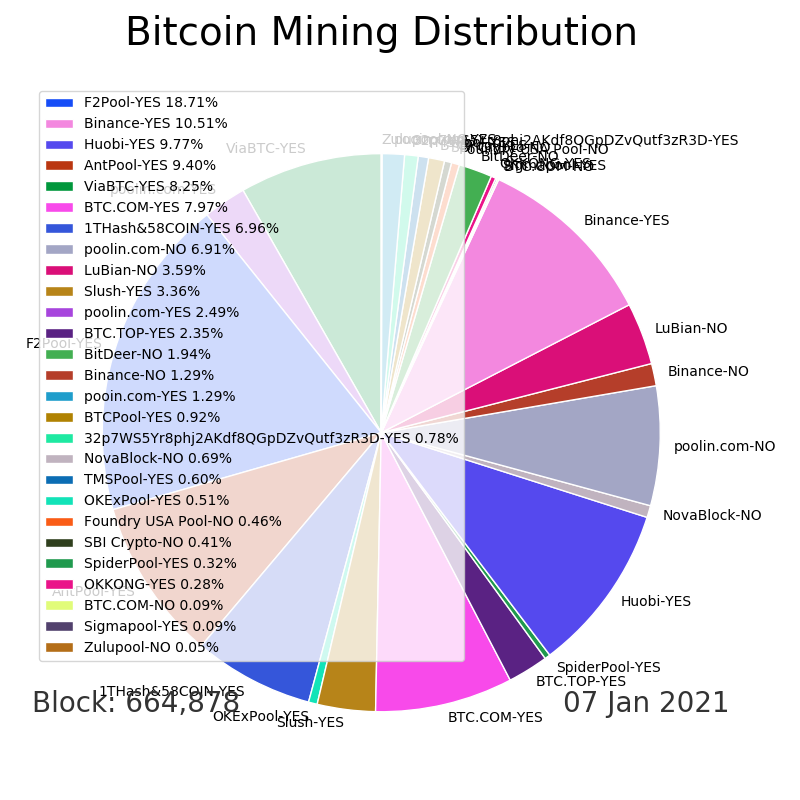 Bitcoin Mining Distribution
F2Pool-YES 18.71%
Binance-YES 10.51%
Huobi-YES 9.77%
AntPool-YES 9.40%
ViaBTC-YES 8.25%
BTC.COM-YES 7.97%
1THash&58COIN-YES 6.96%
poolin.com-NO 6.91%
LuBian-NO 3.59%
Slush-YES 3.36%
poolin.com-YES 2.49%
BTC.TOP-YES 2.35%
BitDeer-NO 1.94%
Binance-NO 1.29%
pooin.com-YES 1.29%
BTCPool-YES 0.92%
32p7WS5Yr8phj2AKdf8QGpDZvQutf3zR3D-YES 0.78%
NovaBlock-NO 0.69%
TMSPool-YES 0.60%
OKExPool-YES 0.51%
Foundry USA Pool-NO 0.46%
SBI Crypto-NO 0.41%
SpiderPool-YES 0.32%
OKKONG-YES 0.28%
BTC.COM-NO 0.09%
Sigmapool-YES 0.09%
Zulupool-NO 0.05%
ViaBTC-YES
poolin.com-YES
F2Pool-YES
AntPool-YES
1THash&58COIN-YES
OKExPool-YES
Slush-YES
BTC.COM-YES
BTC.TOP-YES
SpiderPool-YES
Huobi-YES
NovaBlock-NO
poolin.com-NO
Binance-NO
LuBian-NO
Binance-YES
BitDeer-NO
Block: 664,878
07 Jan 2021